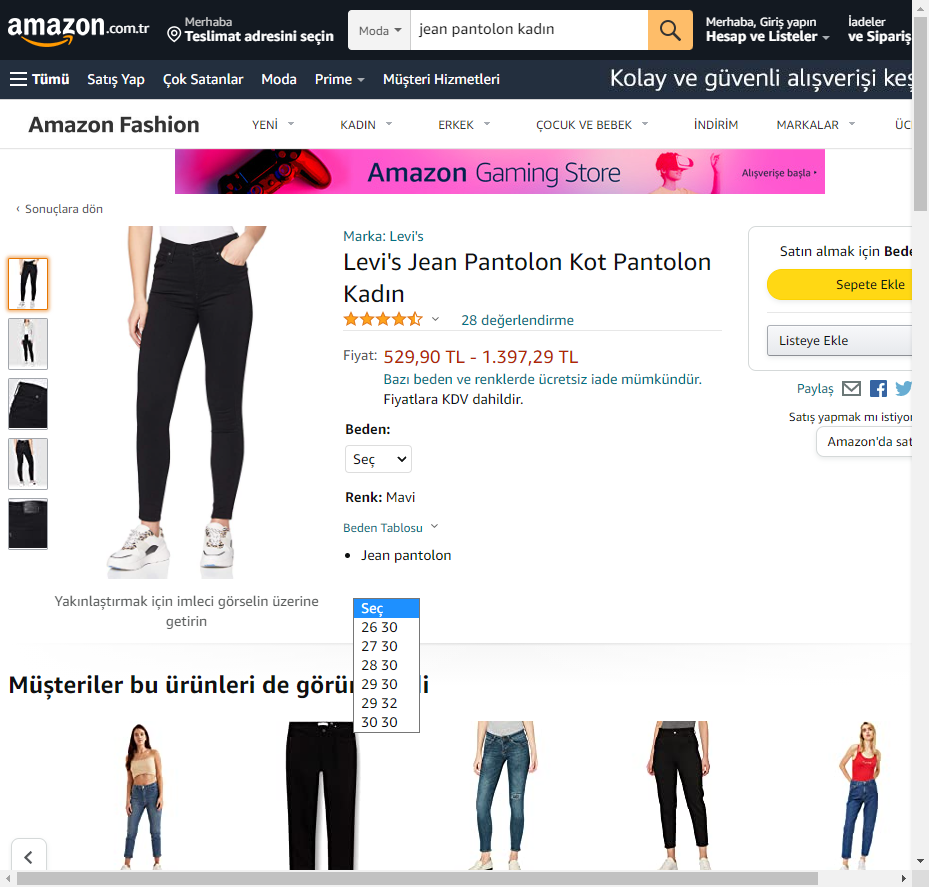 amazon.com.tr
Merhaba
Teslimat adresini seçin
Moda
jean pantolon kadın
Merhaba, Giriş yapın
Hesap ve Listeler
İadeler
ve Sipariş
Tümü
Satış Yap
Çok Satanlar
Moda
Prime
Müşteri Hizmetleri
Kolay ve güvenli alışverişi keş
Amazon Fashion
YENİ
KADIN
ERKEK
ÇOCUK VE BEBEK
İNDİRİM
MARKALAR
ÜC
Amazon Gaming Store
Alışverişe başla
‹ Sonuçlara dön
Marka: Levi's
Levi's Jean Pantolon Kot Pantolon
Kadın
28 değerlendirme
Fiyat: 529,90 TL - 1.397,29 TL
Bazı beden ve renklerde ücretsiz iade mümkündür.
Fiyatlara KDV dahildir.
Beden:
Seç
Renk: Mavi
Beden Tablosu
• Jean pantolon
Yakınlaştırmak için imleci görselin üzerine
getirin
Satın almak için Bede
Sepete Ekle
Listeye Ekle
Paylaş
Satış yapmak mı istiyor
Amazon'da sat
Seç
26 30
27 30
28 30
29 30
29 32
30 30
Müşteriler bu ürünleri de görün
i